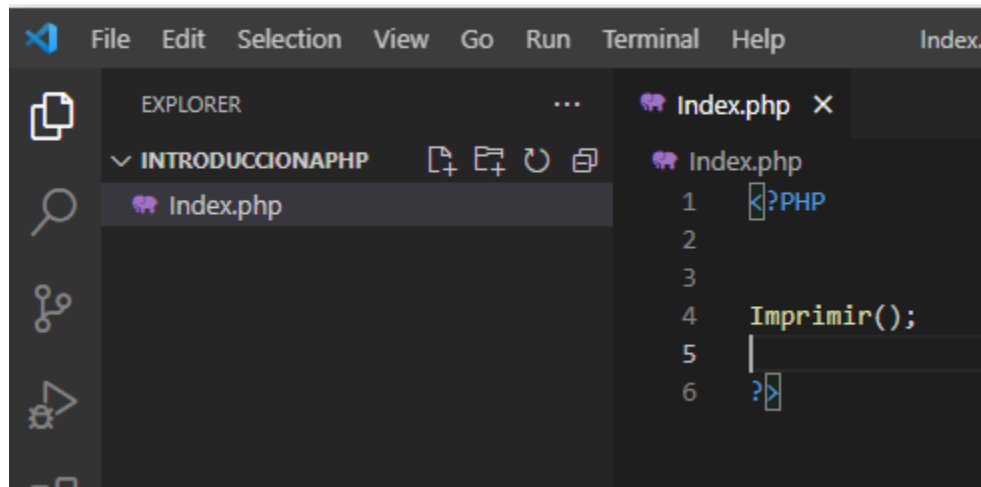 File Edit Selection View Go Run Terminal Help Index.
EXPLORER ...
Index.php
INTRODUCCIONAPHP
Index.php
Index.php
1 <?PHP
2
3
4 Imprimir();
5
6 ?>